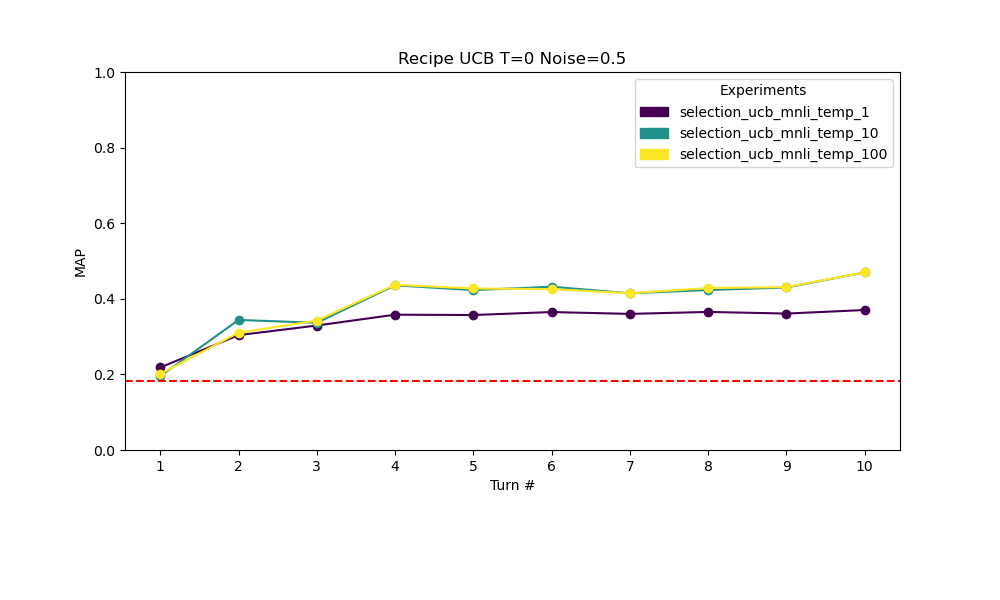 Recipe UCB T=0 Noise=0.5
Experiments
selection_ucb_mnli_temp_1
selection_ucb_mnli_temp_10
selection_ucb_mnli_temp_100
MAP
1.0
0.8
0.6
0.4
0.2
0.0
1 2 3 4 5 6 7 8 9 10
Turn #